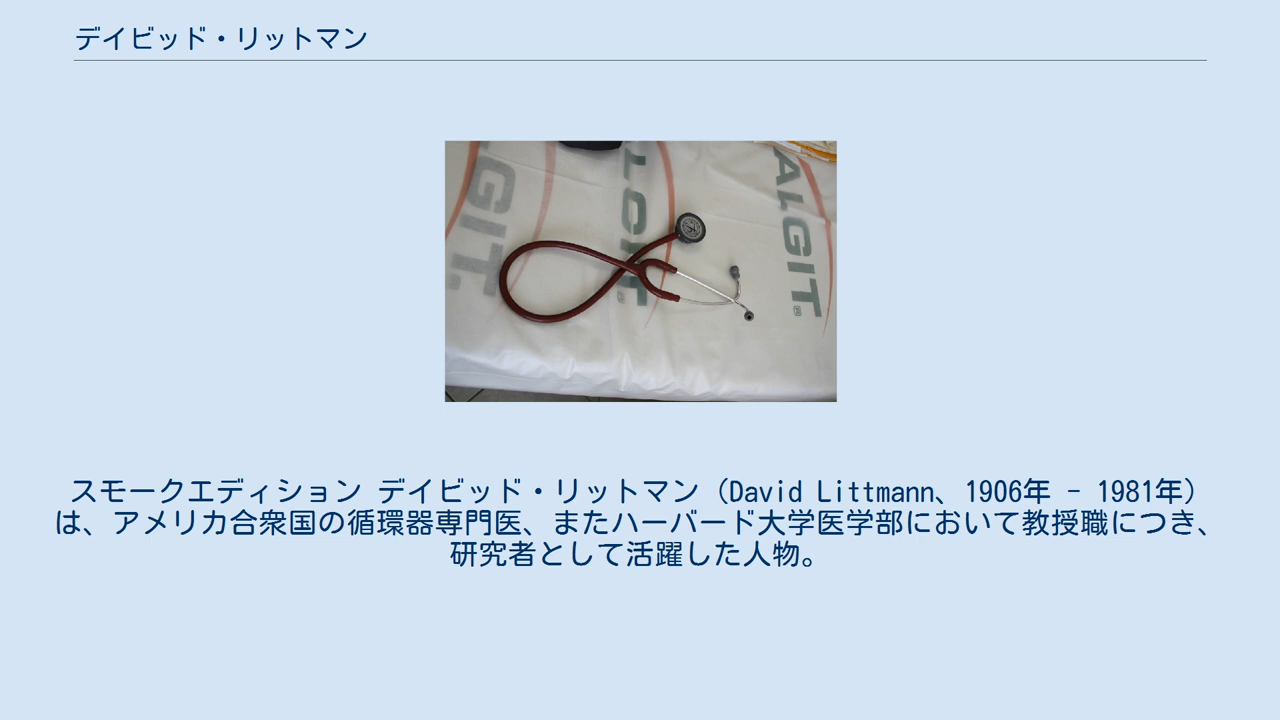 デイビッド・リットマン
ALGIT
ALGIT
ALGIT
スモークエディション デイビッド・リットマン（David Littmann、1906年 - 1981年）
は、アメリカ合衆国の循環器専門医、またハーバード大学医学部において教授職につき、
研究者として活躍した人物。